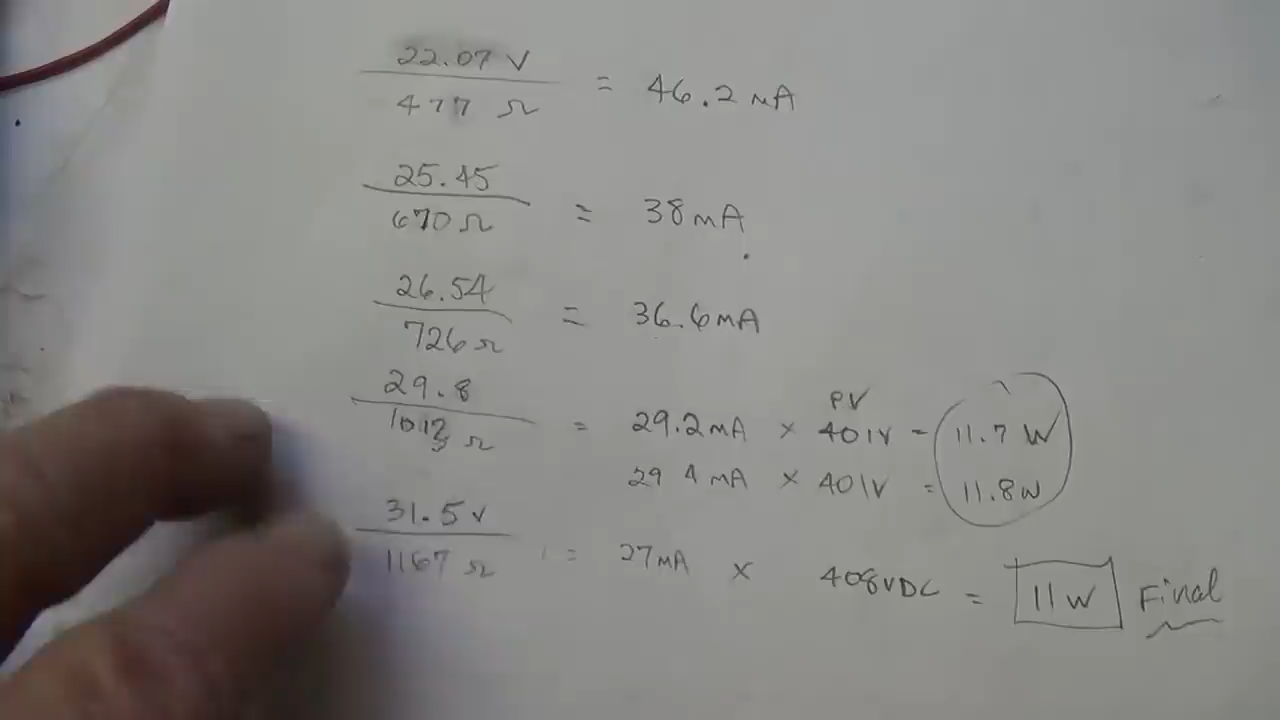 22.07 V
477 Ω = 46.2 mA
25.45
670 Ω = 38 mA
26.54
726 Ω = 36.6 mA
29.8
Ω = 29.2 mA × PV 401V = 11.7 W
29.4 mA × 401V = 11.8 W
31.5 V
1167 Ω = 27 mA × 408 VDC = 11 W Final